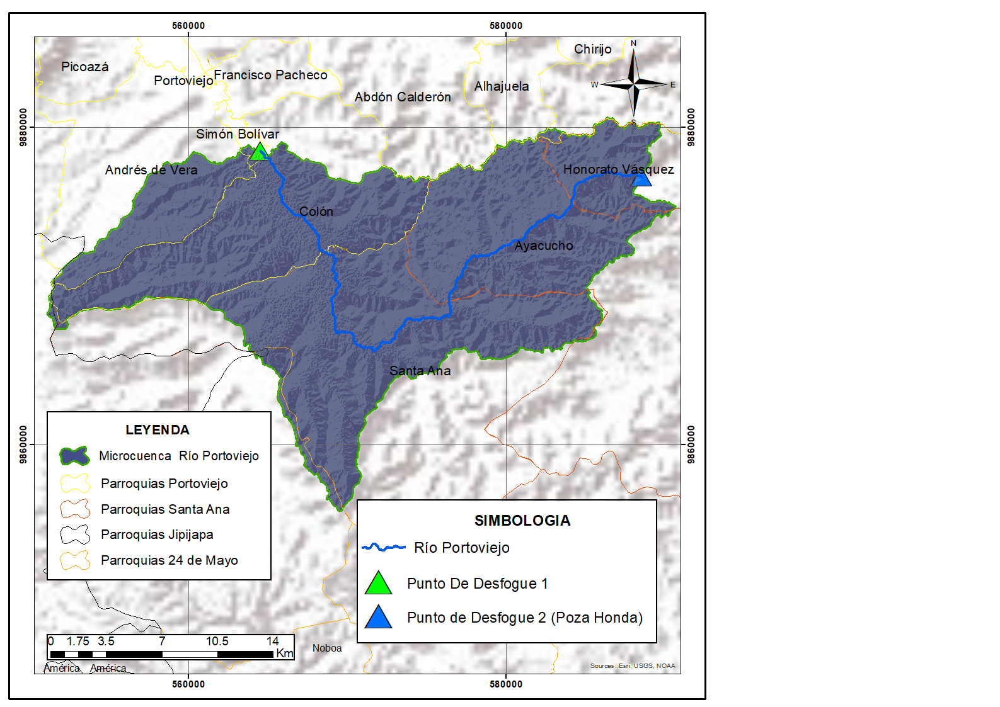 560000
580000
Chirijo
N
Picoazá
Portoviejo
Francisco Pacheco
Alhajuela
W
E
Abdón Calderón
S
9880000
9880000
Simón Bolívar
Andrés de Vera
Honorato Vásquez
Colón
Ayacucho
Santa Ana
9860000
9860000
LEYENDA
Microcuenca Río Portoviejo
Parroquias Portoviejo
Parroquias Santa Ana
Parroquias Jipijapa
Parroquias 24 de Mayo
SIMBOLOGIA
Río Portoviejo
Punto De Desfogue 1
Punto de Desfogue 2 (Poza Honda)
0 1.75 3.5 7 10.5 14
Km
Noboa
América América
Sources: Esri, USGS, NOAA
560000
580000